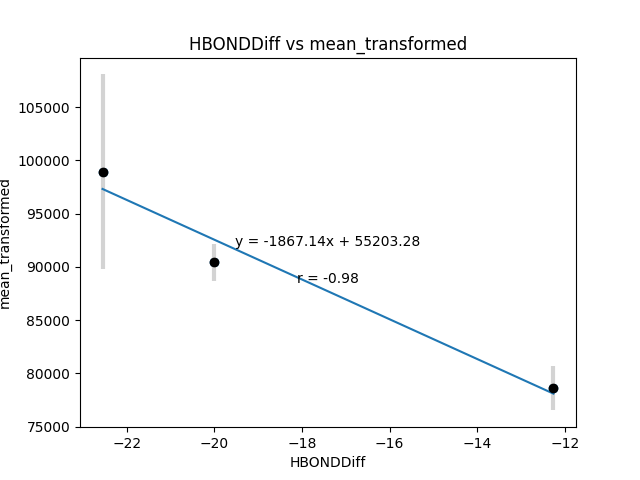 HBONDDiff vs mean_transformed
mean_transformed
105000
100000
95000
90000
85000
80000
75000
y = -1867.14x + 55203.28
r = -0.98
−22
−20
−18
−16
−14
−12
HBONDDiff